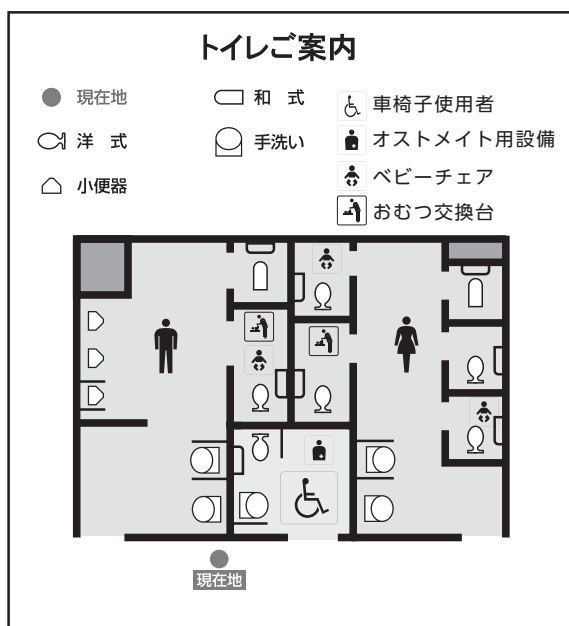 トイレご案内
現在地
和 式
車椅子使用者
洋 式
手洗い
オストメイト用設備
小便器
ベビーチェア
おむつ交換台
現在地